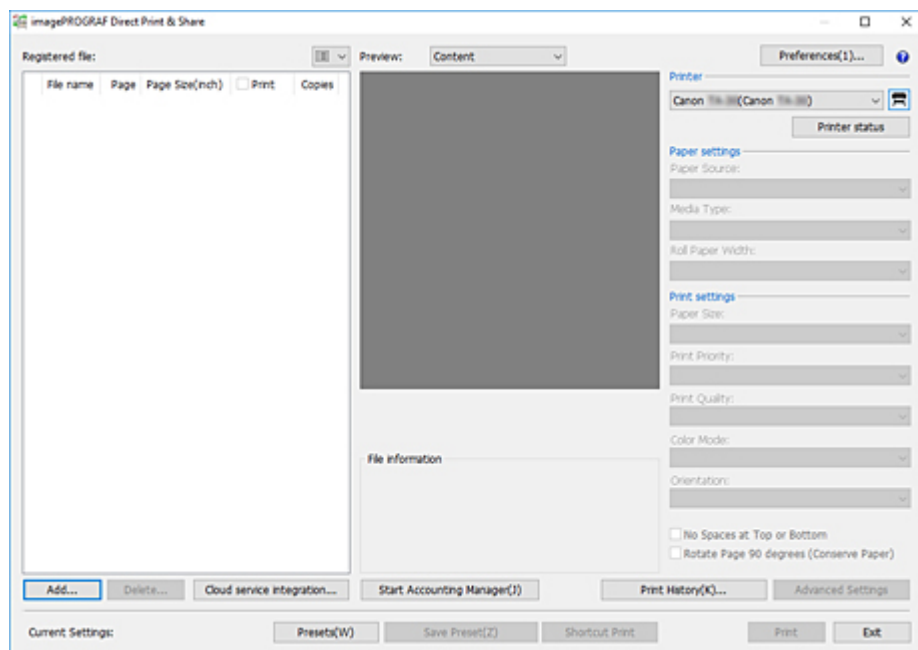 imagePROGRAF Direct Print & Share
Registered file:
Preview: Content
Preferences(1)...
File name Page Page Size(inch) Print Copies
Printer
Canon (Canon )
Printer status
Paper settings
Paper Source:
Media Type:
Roll Paper Width:
Print settings
Paper Size:
Print Priority:
Print Quality:
Color Mode:
Orientation:
File information
No Spaces at Top or Bottom
Rotate Page 90 degrees (Conserve Paper)
Add... Delete... Cloud service integration... Start Accounting Manager(J) Print History(K)... Advanced Settings
Current Settings: Presets(W) Save Preset(Z) Shortcut Print Print Exit